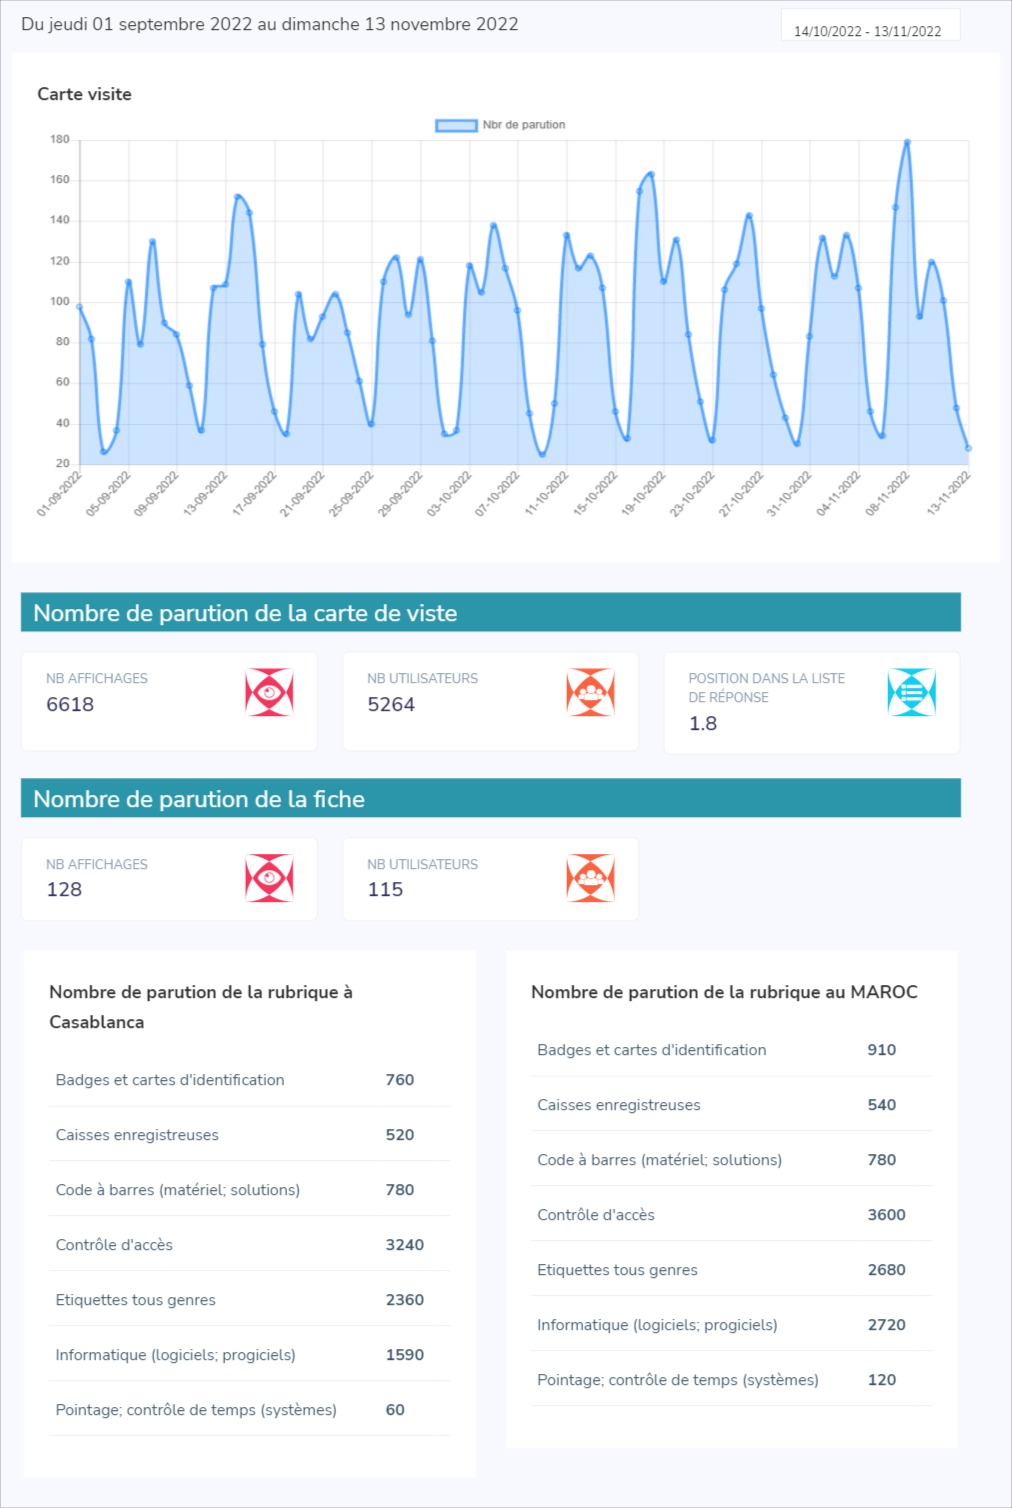 Du jeudi 01 septembre 2022 au dimanche 13 novembre 2022
14/10/2022 - 13/11/2022
Carte visite
Nbr de parution
180
160
140
120
100
80
60
40
20
01-09-2022
05-09-2022
09-09-2022
13-09-2022
17-09-2022
21-09-2022
25-09-2022
29-09-2022
03-10-2022
07-10-2022
11-10-2022
15-10-2022
19-10-2022
23-10-2022
27-10-2022
31-10-2022
04-11-2022
08-11-2022
13-11-2022
Nombre de parution de la carte de viste
NB AFFICHAGES
6618
NB UTILISATEURS
5264
POSITION DANS LA LISTE
DE RÉPONSE
1.8
Nombre de parution de la fiche
NB AFFICHAGES
128
NB UTILISATEURS
115
Nombre de parution de la rubrique à
Casablanca
Badges et cartes d'identification 760
Caisses enregistreuses 520
Code à barres (matériel; solutions) 780
Contrôle d'accès 3240
Etiquettes tous genres 2360
Informatique (logiciels; progiciels) 1590
Pointage; contrôle de temps (systèmes) 60
Nombre de parution de la rubrique au MAROC
Badges et cartes d'identification 910
Caisses enregistreuses 540
Code à barres (matériel; solutions) 780
Contrôle d'accès 3600
Etiquettes tous genres 2680
Informatique (logiciels; progiciels) 2720
Pointage; contrôle de temps (systèmes) 120